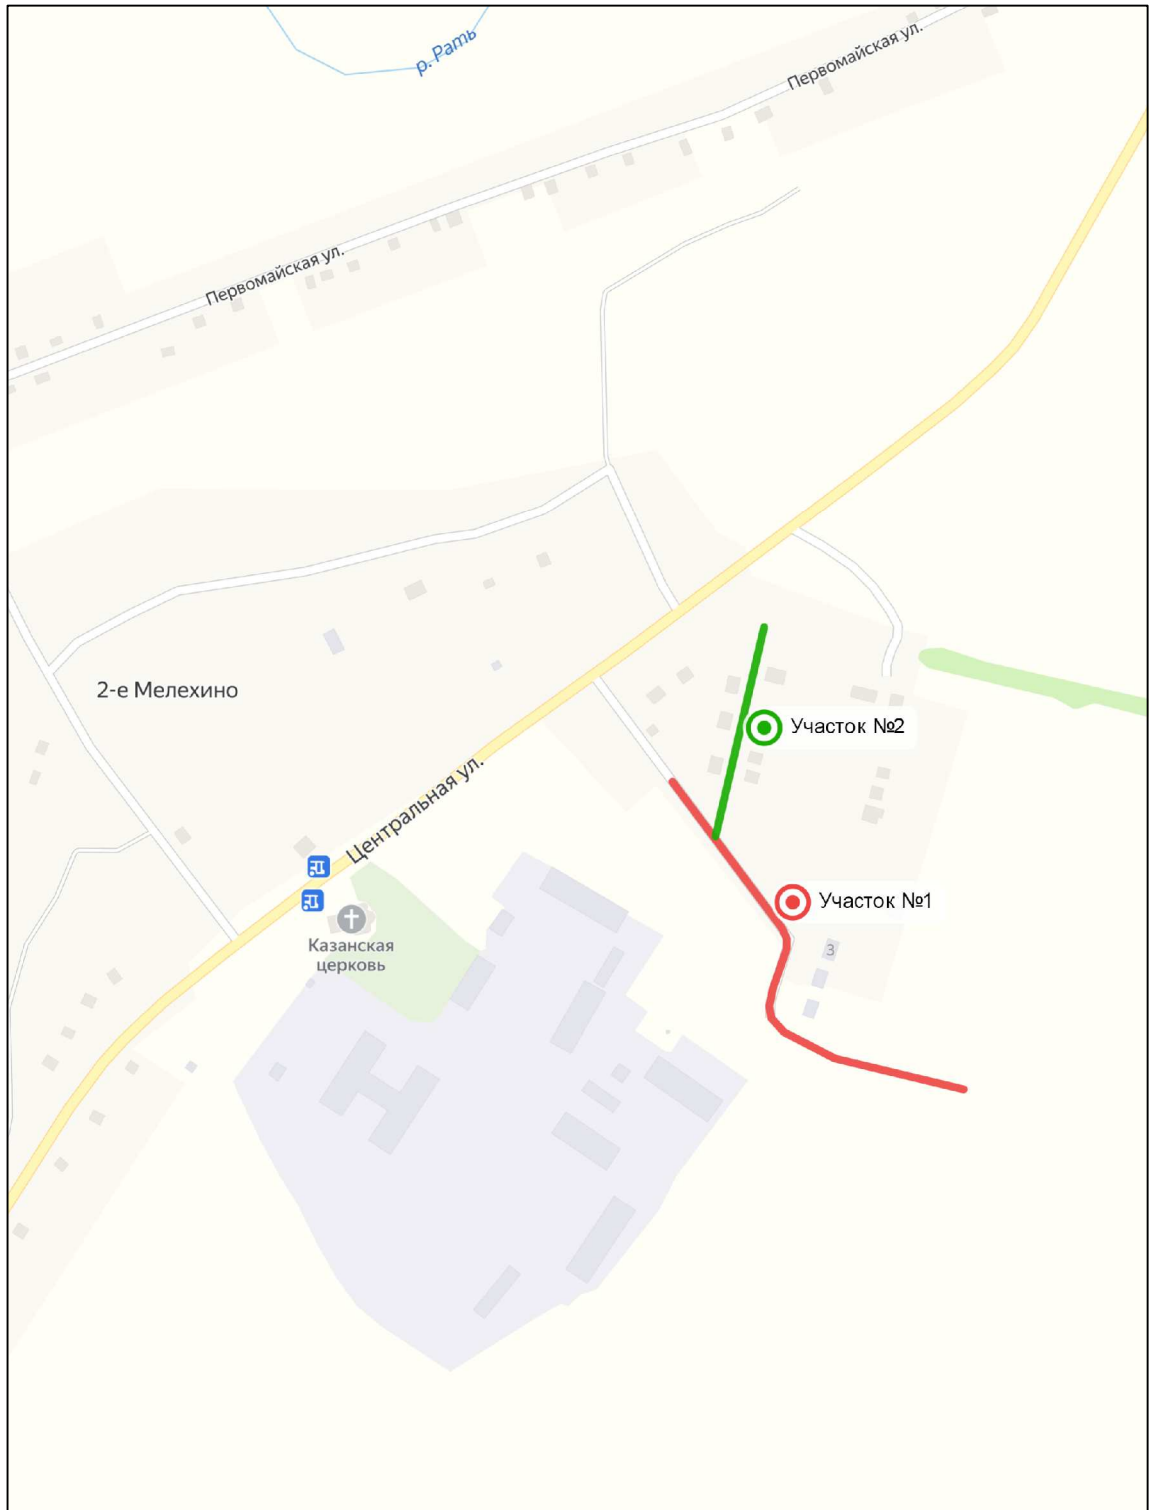 р. Рать
Первомайская ул.
Первомайская ул.
2-е Мелехино
Участок №2
Центральная ул.
Участок №1
Казанская
церковь
3